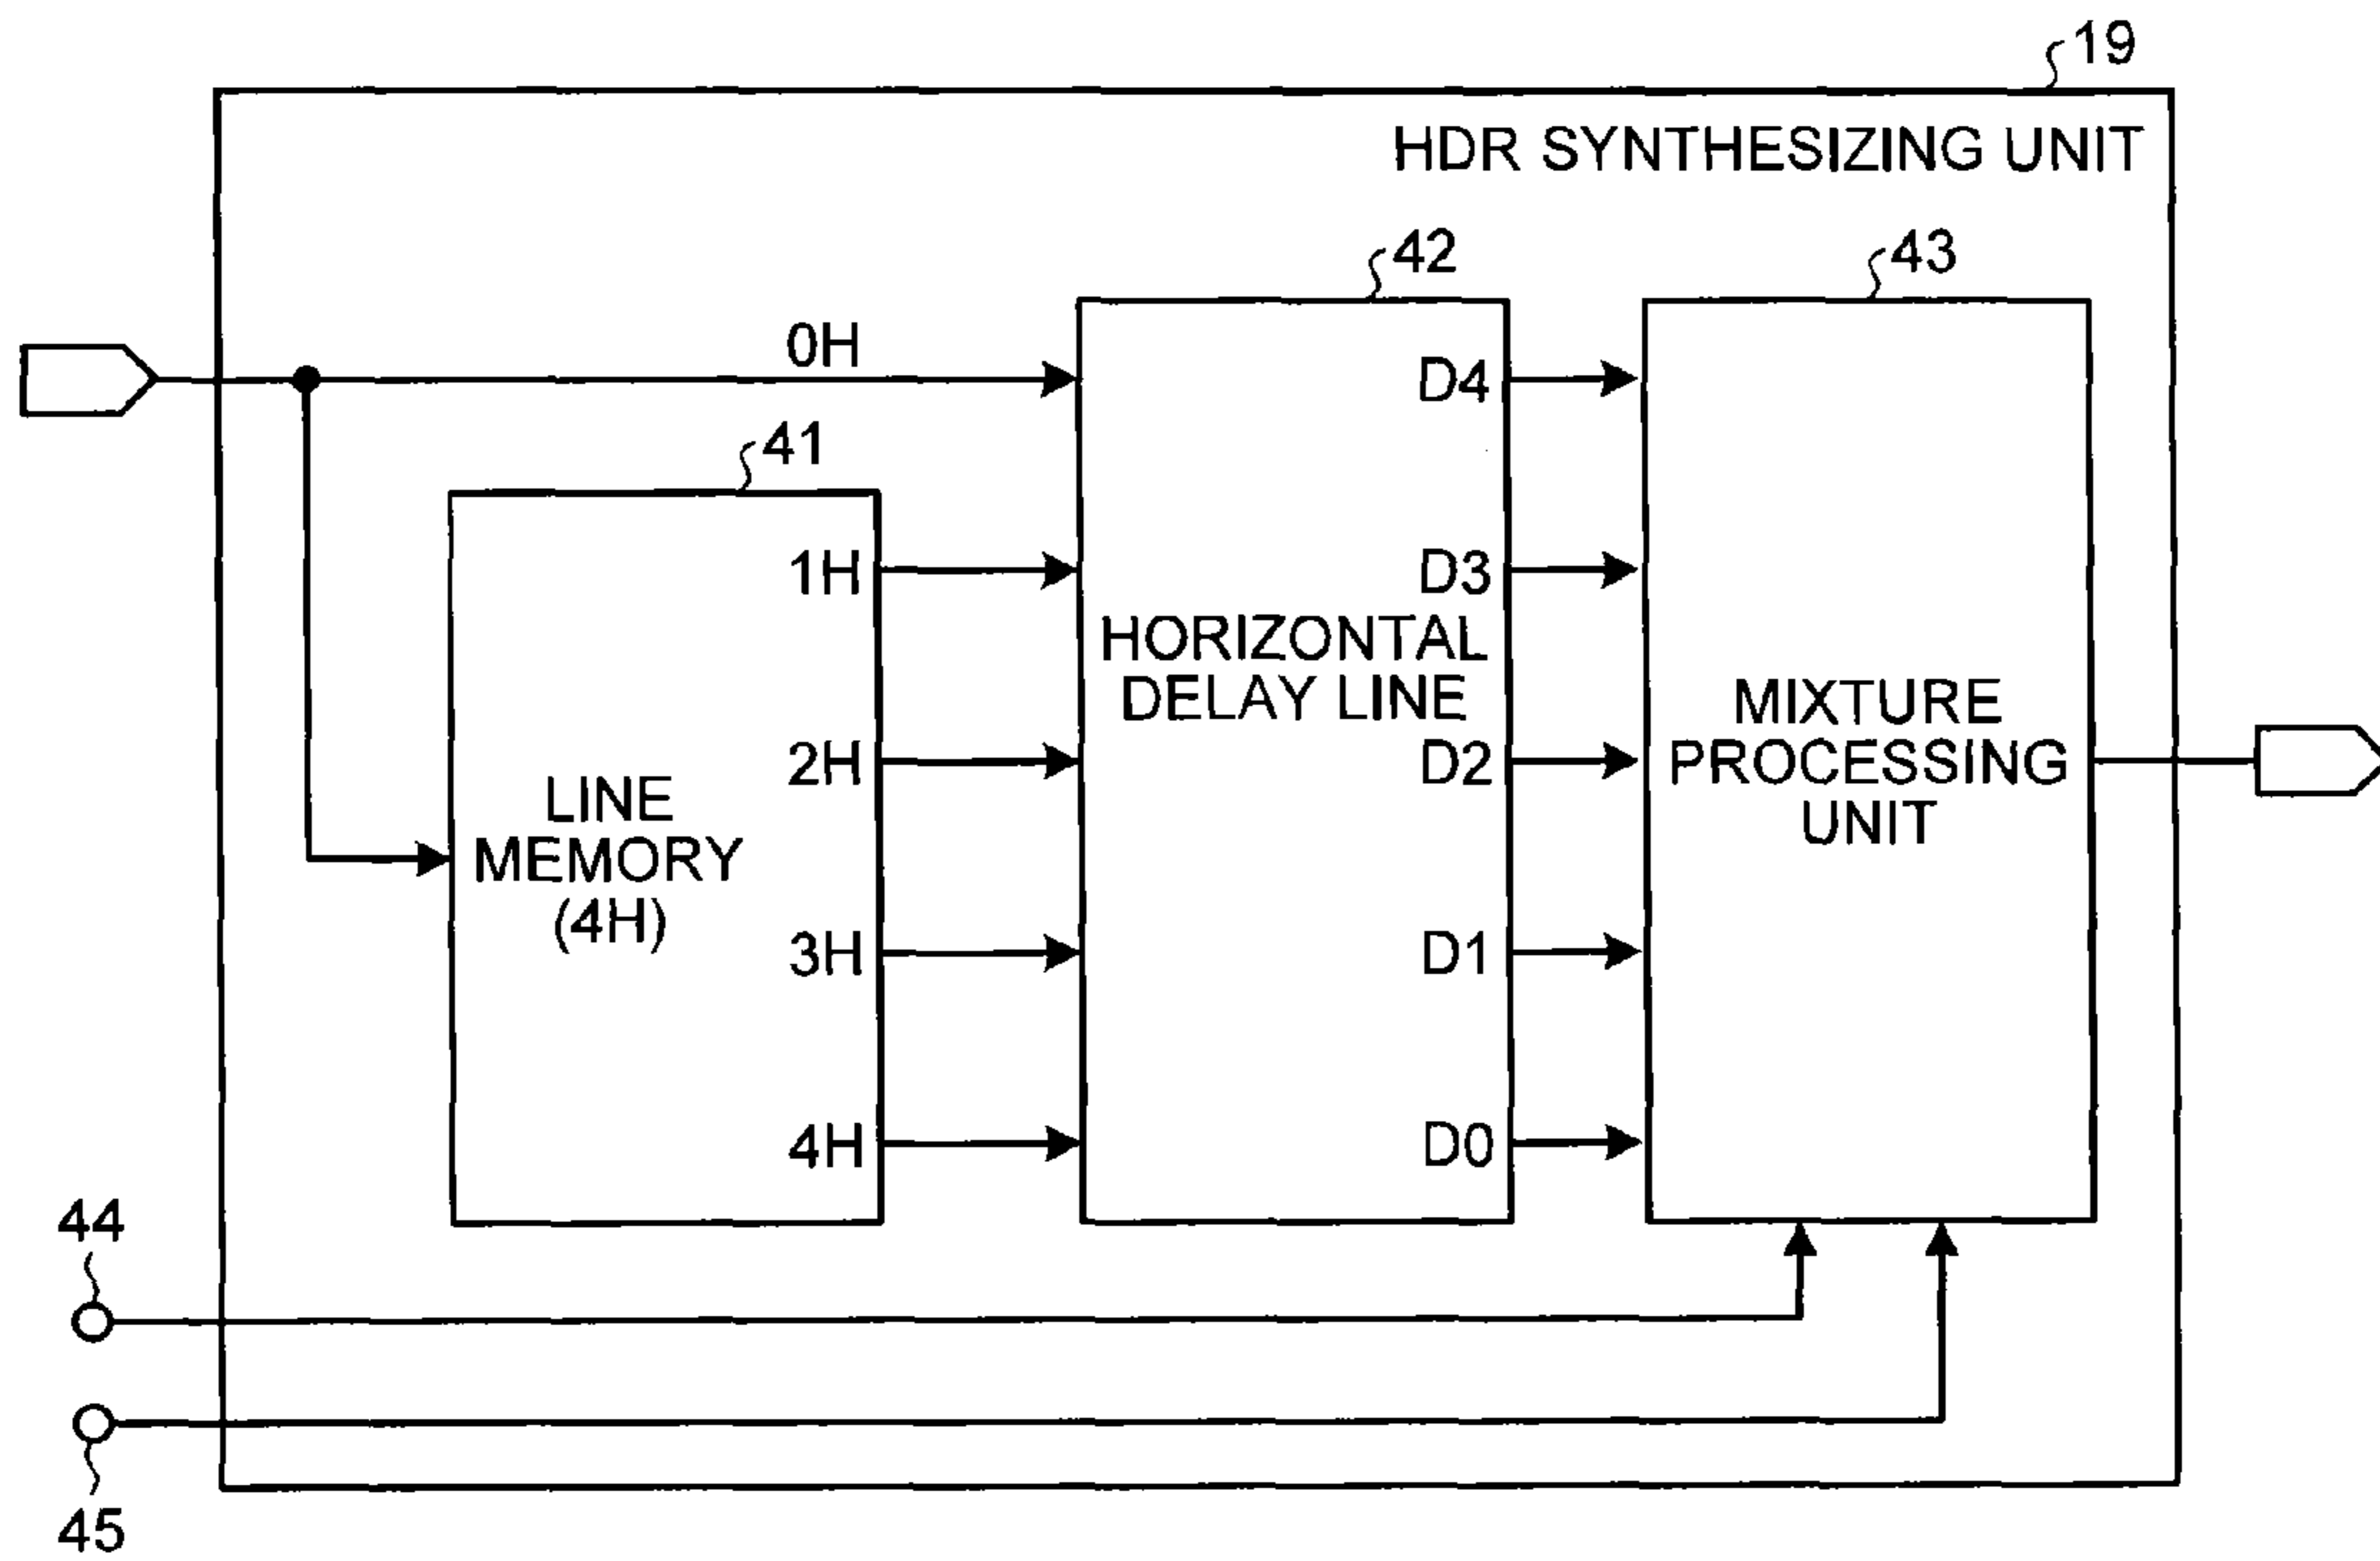 19
HDR SYNTHESIZING UNIT
42
43
0H
D4
41
1H
D3
HORIZONTAL
DELAY LINE
MIXTURE
PROCESSING
UNIT
2H
D2
LINE
MEMORY
(4H)
3H
D1
4H
D0
44
45